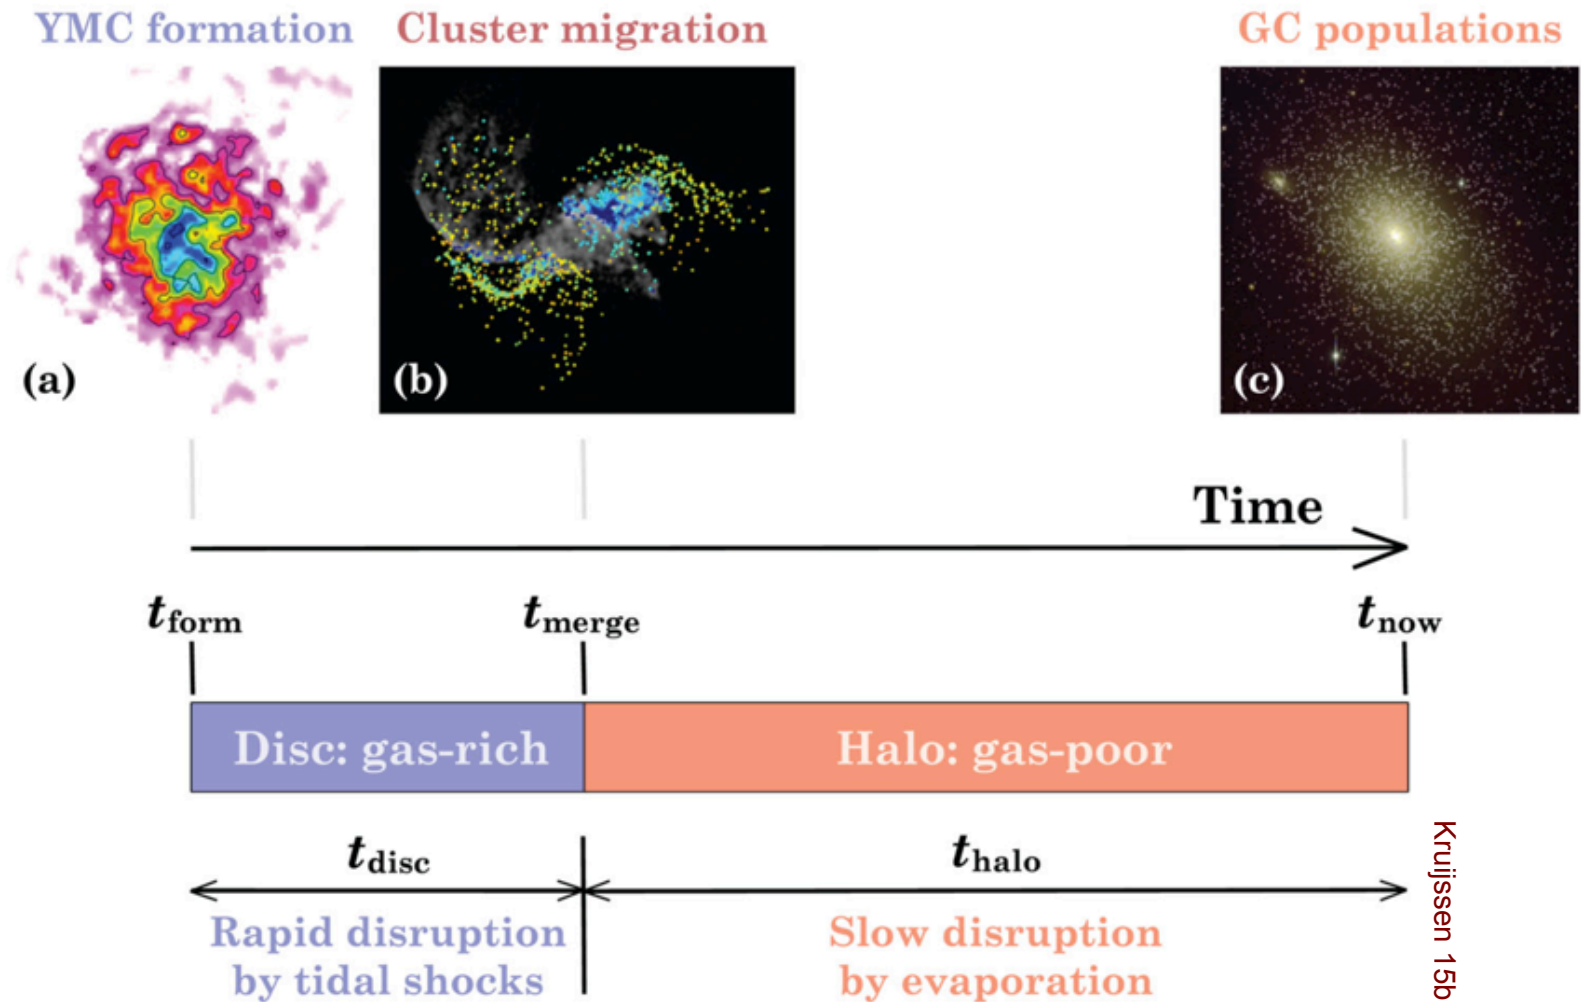 YMC formation
Cluster migration
GC populations
(a)
(b)
(c)
Time
tform
tmerge
tnow
Disc: gas-rich
Halo: gas-poor
tdisc
thalo
Rapid disruption
by tidal shocks
Slow disruption
by evaporation
Kruijssen 15b